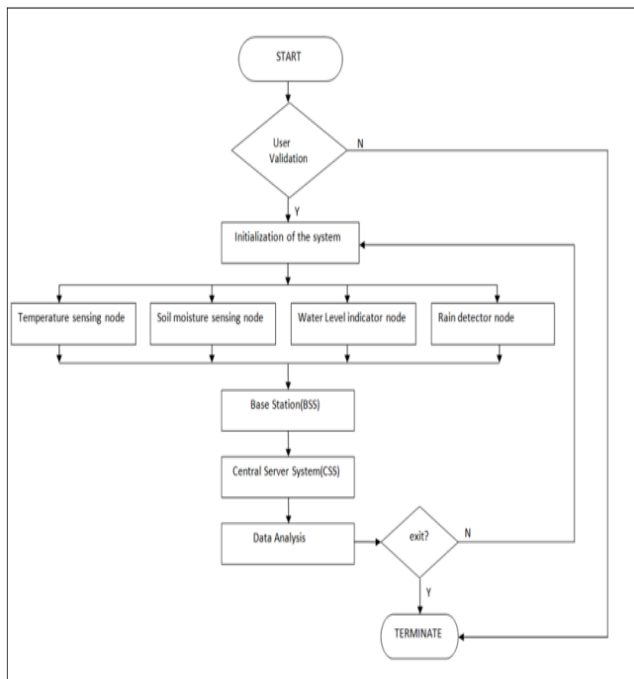 START
User
Validation
N
Y
Initialization of the system
Temperature sensing node
Soil moisture sensing node
Water Level indicator node
Rain detector node
Base Station(BSS)
Central Server System(CSS)
Data Analysis
exit?
N
Y
TERMINATE